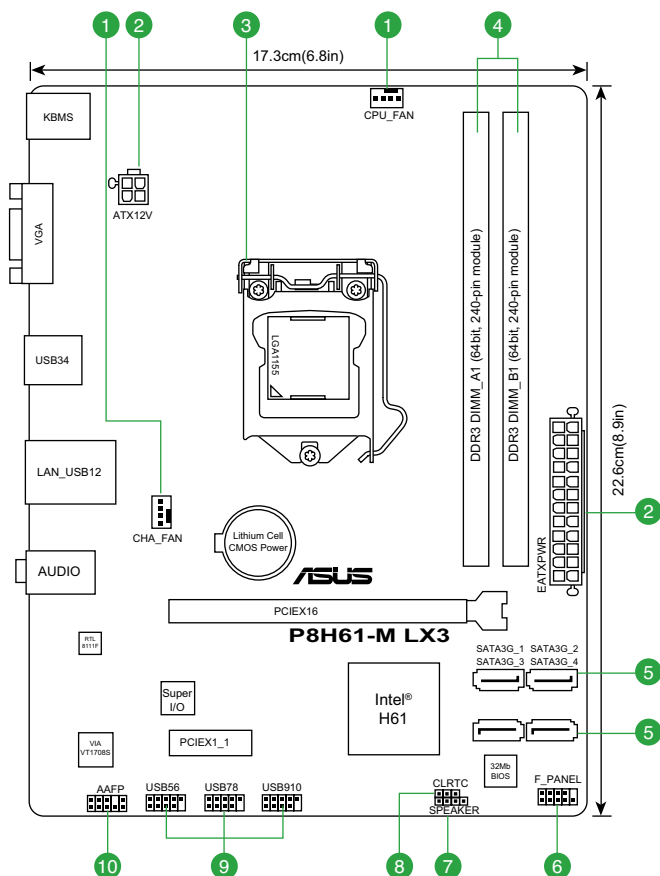 1
2
3
1
4
17.3cm(6.8in)
KBMS
CPU_FAN
ATX12V
VGA
DDR3 DIMM_A1 (64bit, 240-pin module)
DDR3 DIMM_B1 (64bit, 240-pin module)
22.6cm(8.9in)
LGA1155
USB34
LAN_USB12
CHA_FAN
Lithium Cell
CMOS Power
2
EATXPWR
AUDIO
ASUS
PCIEX16
P8H61-M LX3
RTL
8111F
SATA3G_1
SATA3G_2
SATA3G_3
SATA3G_4
5
Super
I/O
Intel®
H61
5
VIA
VT1708S
PCIEX1_1
32Mb
BIOS
AAFP
USB56
USB78
USB910
CLRTC
SPEAKER
F_PANEL
10
9
8
7
6